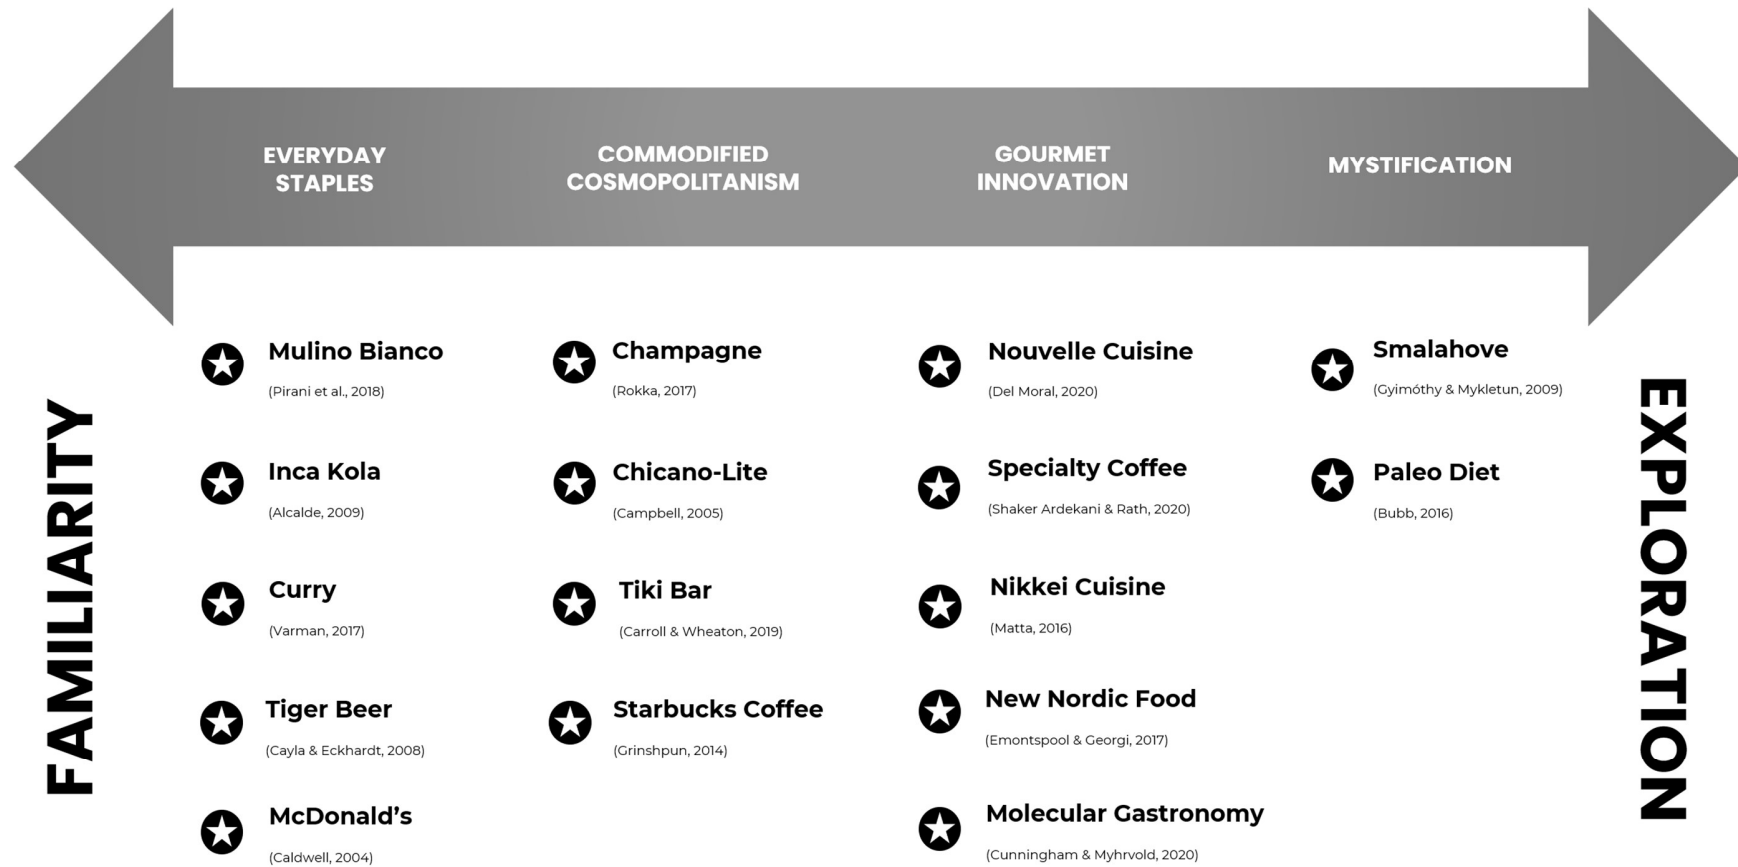 EVERYDAY
STAPLES
COMMODIFIED
COSMOPOLITANISM
GOURMET
INNOVATION
MYSTIFICATION
FAMILIARITY
Mulino Bianco
(Pirani et al., 2018)
Inca Kola
(Alcalde, 2009)
Curry
(Varman, 2017)
Tiger Beer
(Cayla & Eckhardt, 2008)
McDonald’s
(Caldwell, 2004)
Champagne
(Rokka, 2017)
Chicano-Lite
(Campbell, 2005)
Tiki Bar
(Carroll & Wheaton, 2019)
Starbucks Coffee
(Grinshpun, 2014)
Nouvelle Cuisine
(Del Moral, 2020)
Specialty Coffee
(Shaker Ardekani & Rath, 2020)
Nikkei Cuisine
(Matta, 2016)
New Nordic Food
(Emontspool & Georgi, 2017)
Molecular Gastronomy
(Cunningham & Myhrvold, 2020)
Smalahove
(Gyimóthy & Mykletun, 2009)
Paleo Diet
(Bubb, 2016)
EXPLORATION